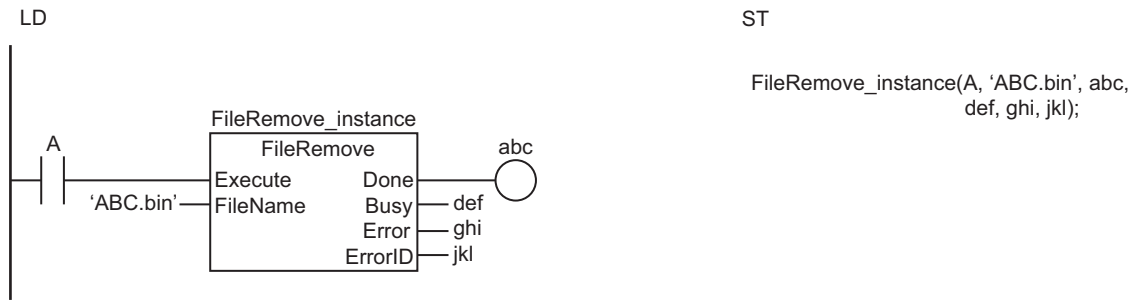 LD
A
FileRemove_instance
FileRemove
abc
Execute
Done
‘ABC.bin’
FileName
Busy
def
Error
ghi
ErrorID
jkl
ST
FileRemove_instance(A, ‘ABC.bin’, abc,
def, ghi, jkl);